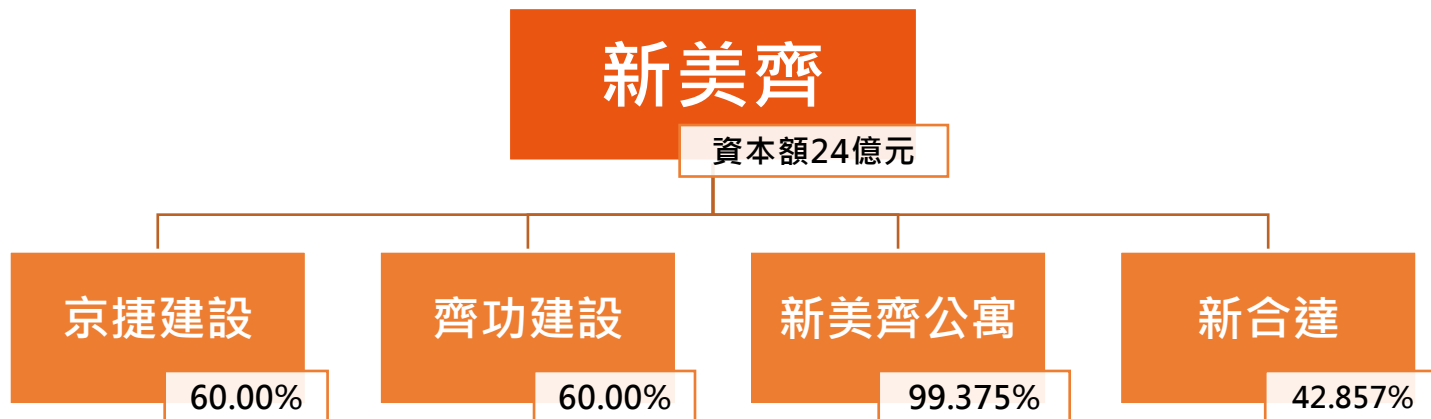 新美齊
資本額24億元
京捷建設
60.00%
齊功建設
60.00%
新美齊公寓
99.375%
新合達
42.857%